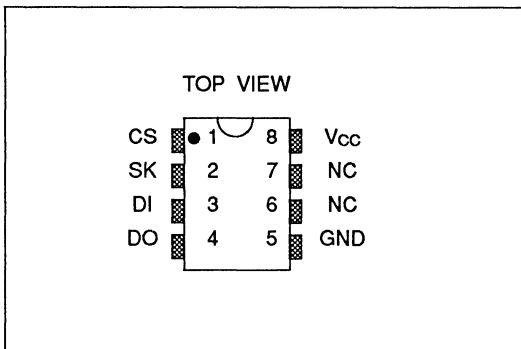 TOP VIEW
CS 1 8 Vcc
SK 2 7 NC
DI 3 6 NC
DO 4 5 GND